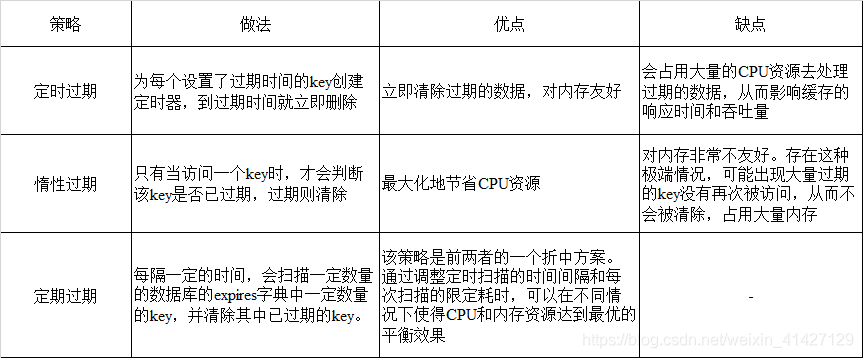 策略
做法
优点
缺点
定时过期
为每个设置了过期时间的key创建
定时器，到过期时间就立即删除
立即清除过期的数据，对内存友好
会占用大量的CPU资源去处理
过期的数据，从而影响缓存的
响应时间和吞吐量
惰性过期
只有当访问一个key时，才会判断
该key是否已过期，过期则清除
最大化地节省CPU资源
对内存非常不友好。存在这种
极端情况，可能出现大量过期
的key没有再次被访问，从而不
会被清除，占用大量内存
定期过期
每隔一定的时间，会扫描一定数量
的数据库的expires字典中一定数量
的key，并清除其中已过期的key。
该策略是前两者的一个折中方案。
通过调整定时扫描的时间间隔和每
次扫描的限定耗时，可以在不同情
况下使得CPU和内存资源达到最优的
平衡效果
-
https://blog.csdn.net/weixin_41427129